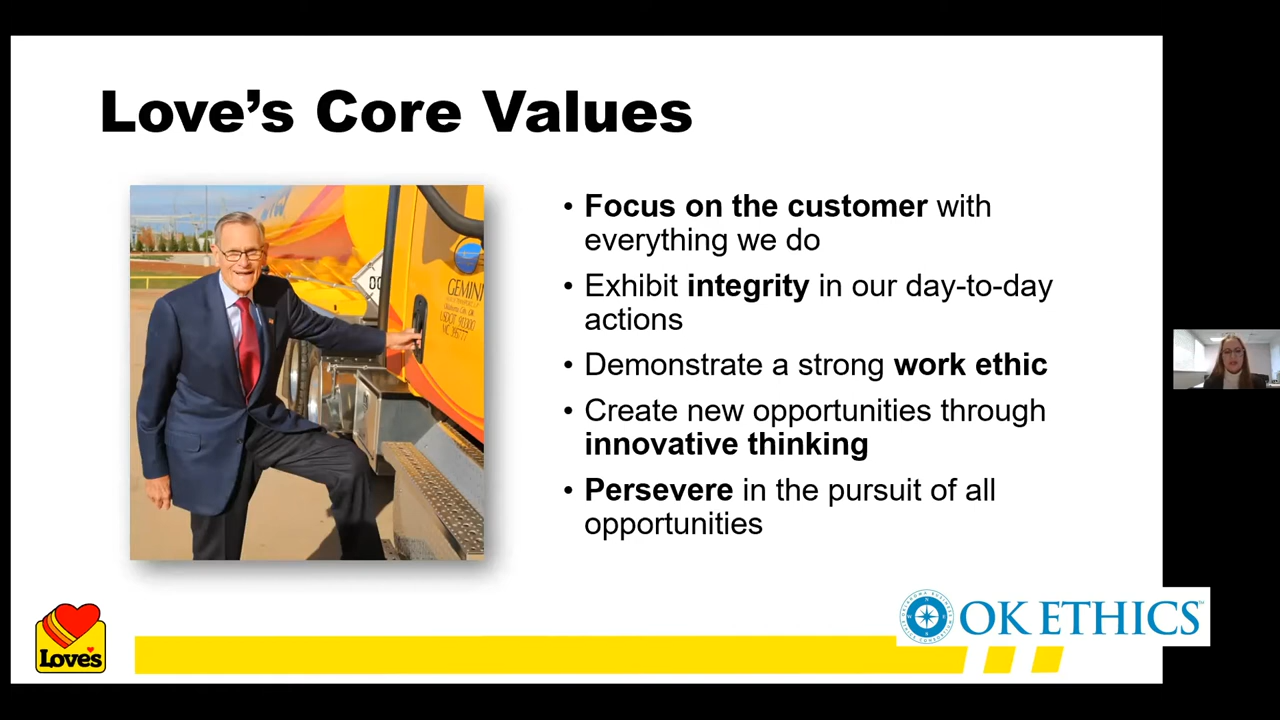 Love's Core Values
• Focus on the customer with
everything we do
• Exhibit integrity in our day-to-day
actions
• Demonstrate a strong work ethic
• Create new opportunities through
innovative thinking
• Persevere in the pursuit of all
opportunities
GEMINI
Love's
OK ETHICS